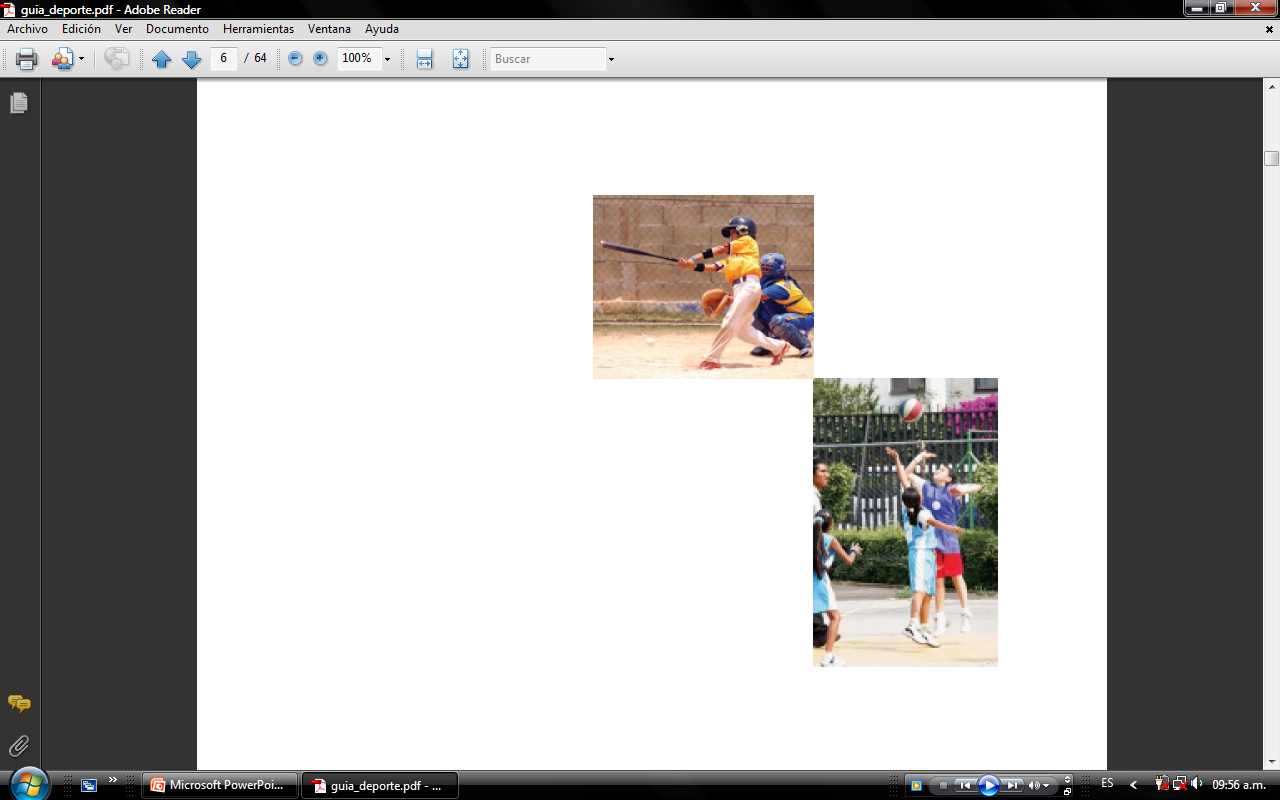 guia_deporte.pdf - Adobe Reader
Archivo Edición Ver Documento Herramientas Ventana Ayuda
6 / 64 100% Buscar
Microsoft PowerPoi...
guia_deporte.pdf - ...
ES
09:56 a.m.